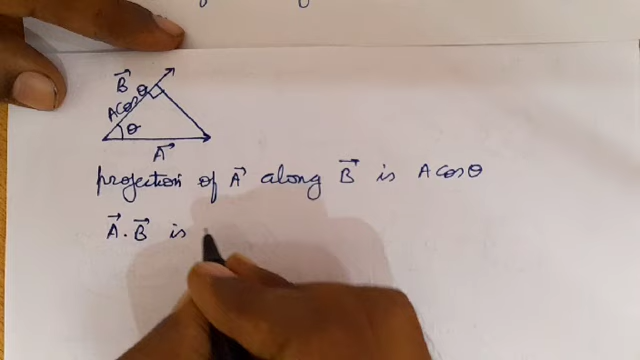 B⃗
A cos θ
θ
A⃗
projection of A⃗ along B⃗ is A cos θ
A⃗ . B⃗ is